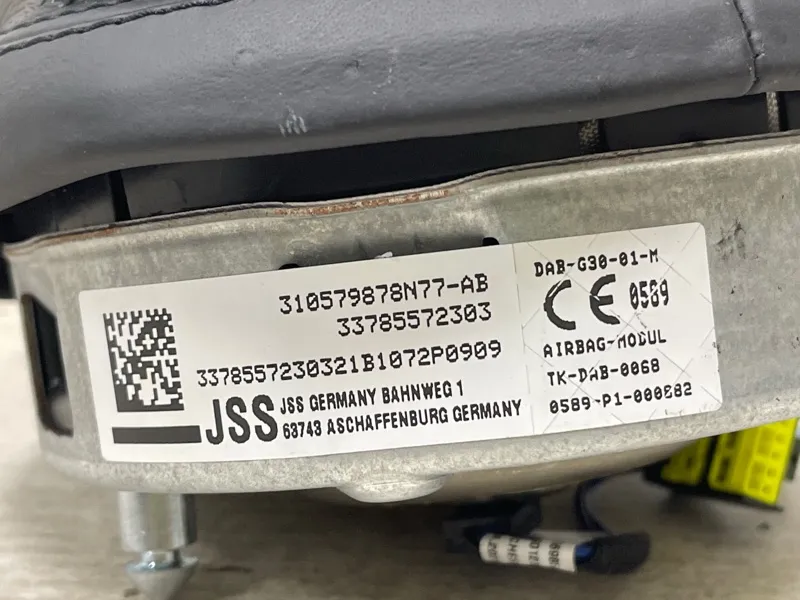 310579878N77-AB
33785572303
3378557230321B1072P0909
JSS
JSS GERMANY BAHNWEG 1
63743 ASCHAFFENBURG GERMANY
DAB-G30-01-M
CE 0589
AIRBAG-MODUL
TK-DAB-0068
0589-P1-000682